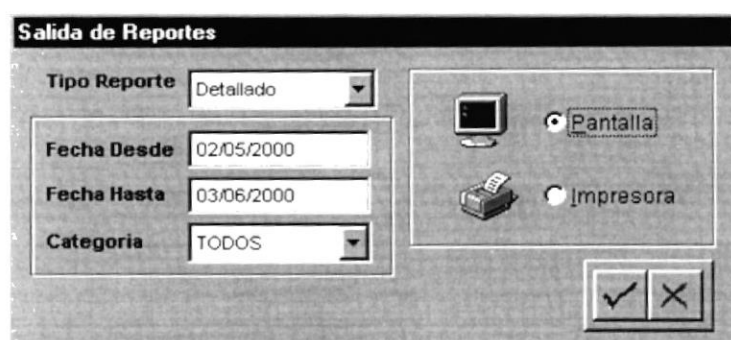 Salida de Reportes
Tipo Reporte Detallado
Fecha Desde 02/05/2000
Fecha Hasta 03/06/2000
Categoria TODOS
Pantalla
Impresora